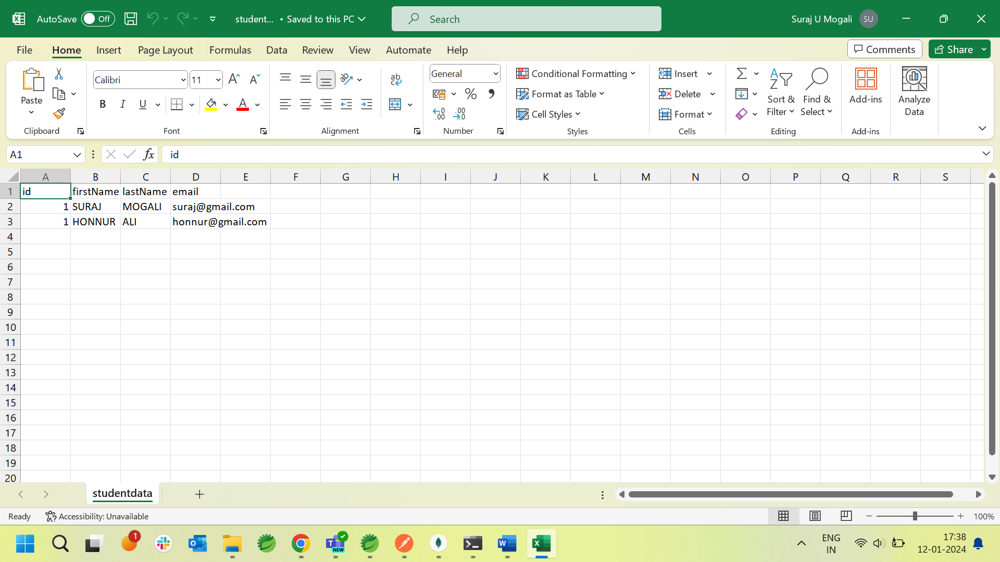 AutoSave Off student... • Saved to this PC Search Suraj U Mogali SU
File Home Insert Page Layout Formulas Data Review View Automate Help Comments Share
Paste
Clipboard
Calibri 11
B I U A
Font
ab
c
Alignment
General
% 9
.00 .00
Number
Conditional Formatting
Format as Table
Cell Styles
Styles
Insert
Delete
Format
Cells
Sort &
Filter
Find &
Select
Editing
Add-ins
Add-ins
Analyze
Data
A1 fx id
A B C D E F G H I J K L M N O P Q R S
1 id firstName lastName email
2 1 SURAJ MOGALI suraj@gmail.com
3 1 HONNUR ALI honnur@gmail.com
4
5
6
7
8
9
10
11
12
13
14
15
16
17
18
19
20
studentdata
Ready Accessibility: Unavailable 100%
1 NEW ENG
IN
17:38
12-01-2024